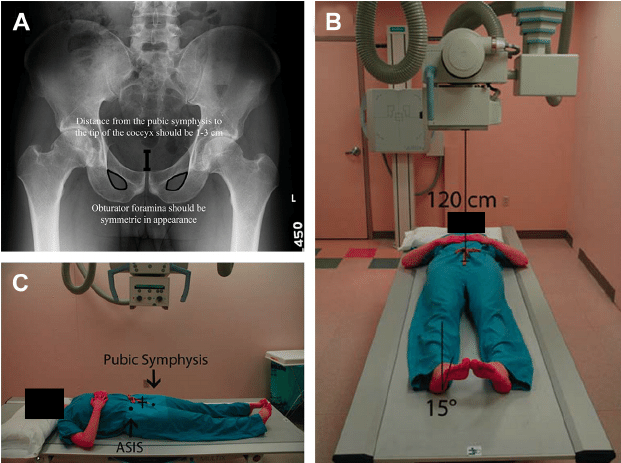 A
Distance from the pubic symphysis to
the tip of the coccyx should be 1-3 cm
Obturator foramina should be
symmetric in appearance
L
450
B
120 cm
15°
C
Pubic Symphysis
ASIS